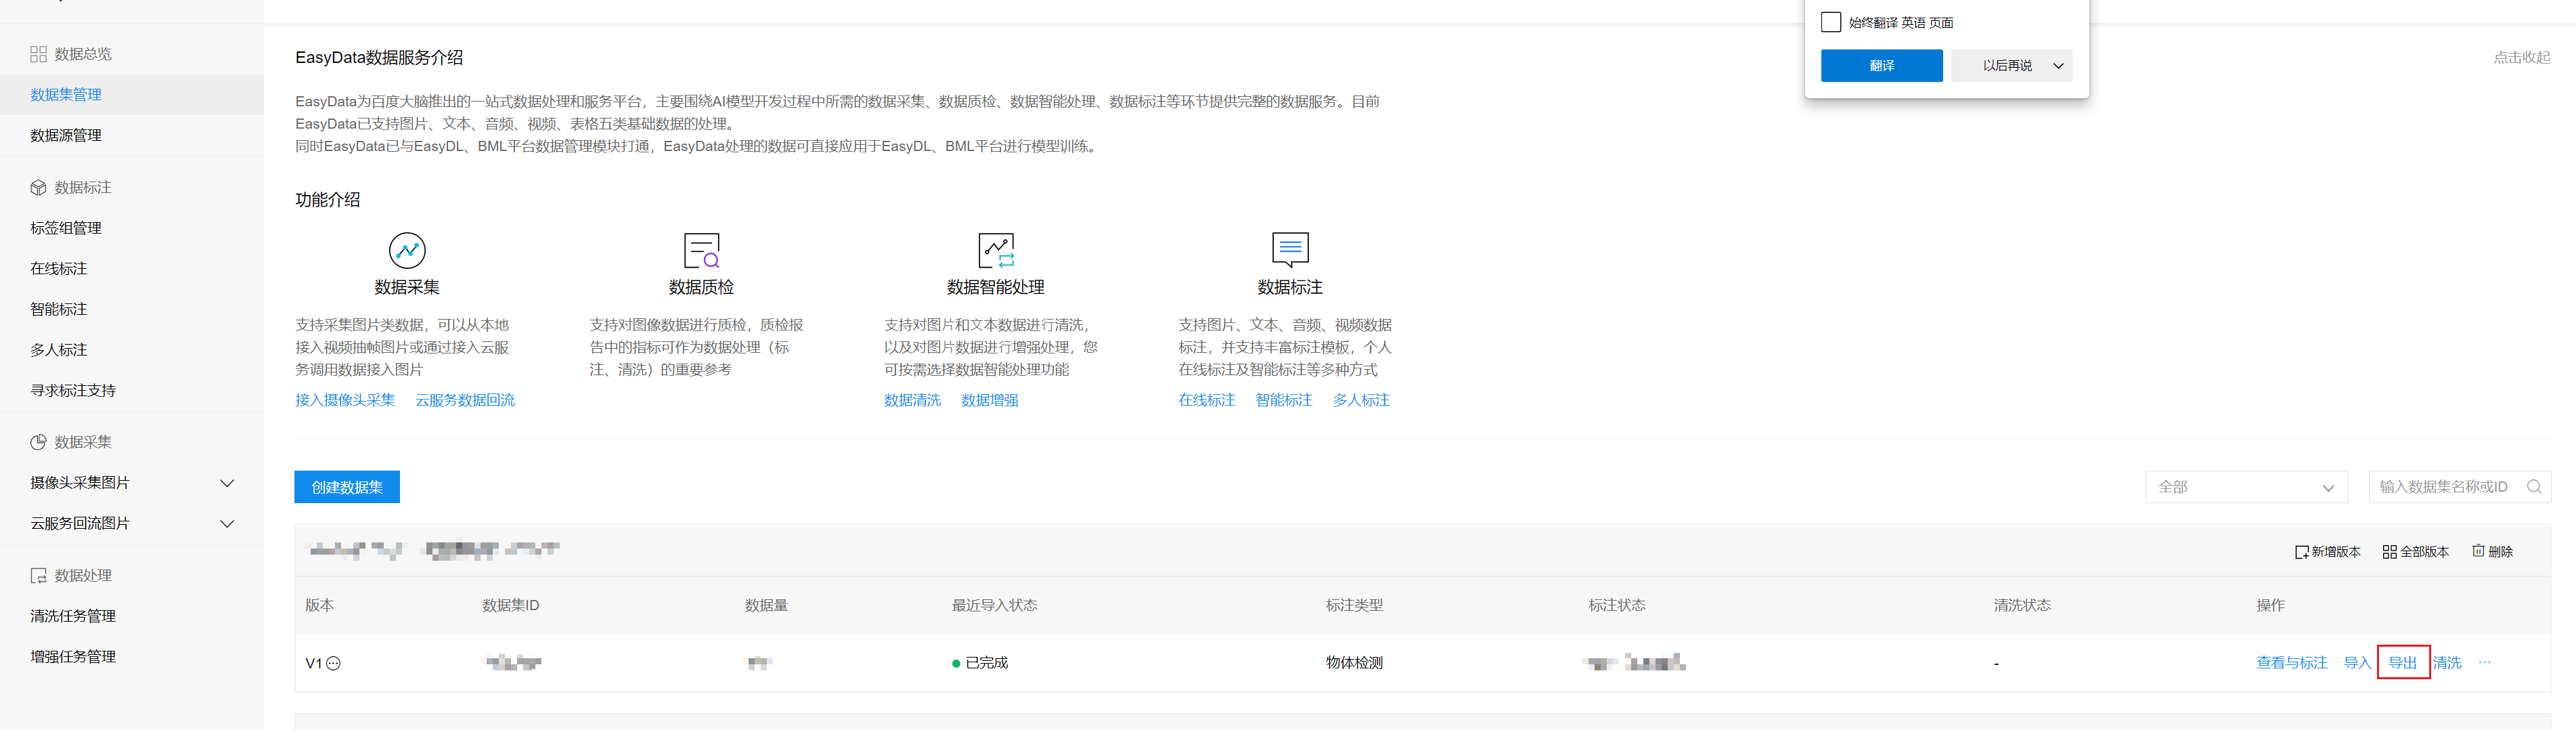 数据总览
数据集管理
数据源管理
数据标注
标签组管理
在线标注
智能标注
多人标注
寻求标注支持
数据采集
摄像头采集图片
云服务回流图片
数据处理
清洗任务管理
增强任务管理
始终翻译 英语 页面
翻译 以后再说
EasyData数据服务介绍 点击收起
EasyData为百度大脑推出的一站式数据处理和服务平台，主要围绕AI模型开发过程中所需的数据采集、数据质检、数据智能处理、数据标注等环节提供完整的数据服务。目前
EasyData已支持图片、文本、音频、视频、表格五类基础数据的处理。
同时EasyData已与EasyDL、BML平台数据管理模块打通，EasyData处理的数据可直接应用于EasyDL、BML平台进行模型训练。
功能介绍
数据采集
支持采集图片类数据，可以从本地
接入视频抽帧图片或通过接入云服
务调用数据接入图片
接入摄像头采集 云服务数据回流
数据质检
支持对图像数据进行质检，质检报
告中的指标可作为数据处理（标
注、清洗）的重要参考
数据智能处理
支持对图片和文本数据进行清洗，
以及对图片数据进行增强处理，您
可按需选择数据智能处理功能
数据清洗 数据增强
数据标注
支持图片、文本、音频、视频数据
标注，并支持丰富标注模板，个人
在线标注及智能标注等多种方式
在线标注 智能标注 多人标注
创建数据集 全部 输入数据集名称或ID
新增版本 全部版本 删除
版本 数据集ID 数据量 最近导入状态 标注类型 标注状态 清洗状态 操作
V1 已完成 物体检测 - 查看与标注 导入 导出 清洗 ···